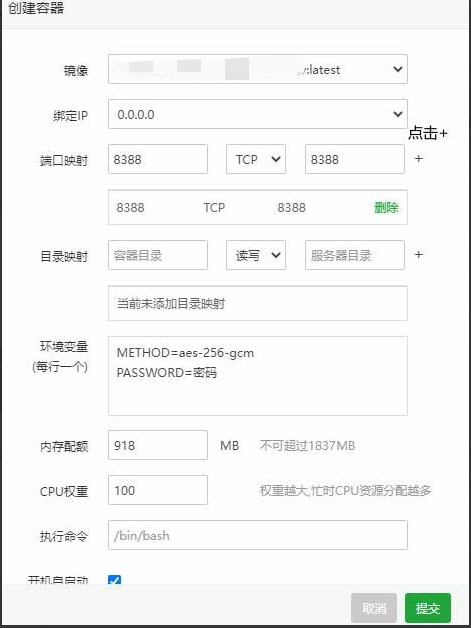 创建容器
镜像 :latest
绑定IP 0.0.0.0
点击+
端口映射 8388 TCP 8388 +
8388 TCP 8388 删除
目录映射 容器目录 读写 服务器目录 +
当前未添加目录映射
环境变量 METHOD=aes-256-gcm
(每行一个) PASSWORD=密码
内存配额 918 MB 不可超过1837MB
CPU权重 100 权重越大,忙时CPU资源分配越多
执行命令 /bin/bash
开机自启动
取消 提交